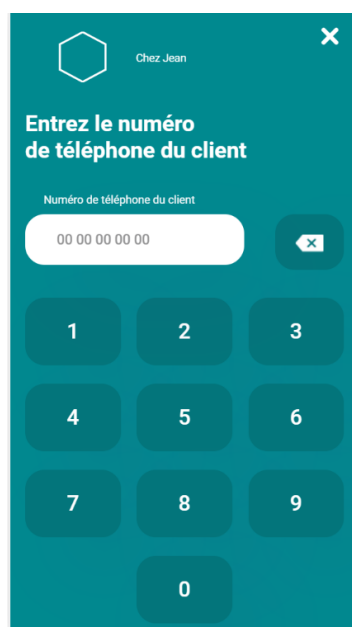 Chez Jean
Entrez le numéro
de téléphone du client
Numéro de téléphone du client
00 00 00 00 00
1 2 3
4 5 6
7 8 9
0